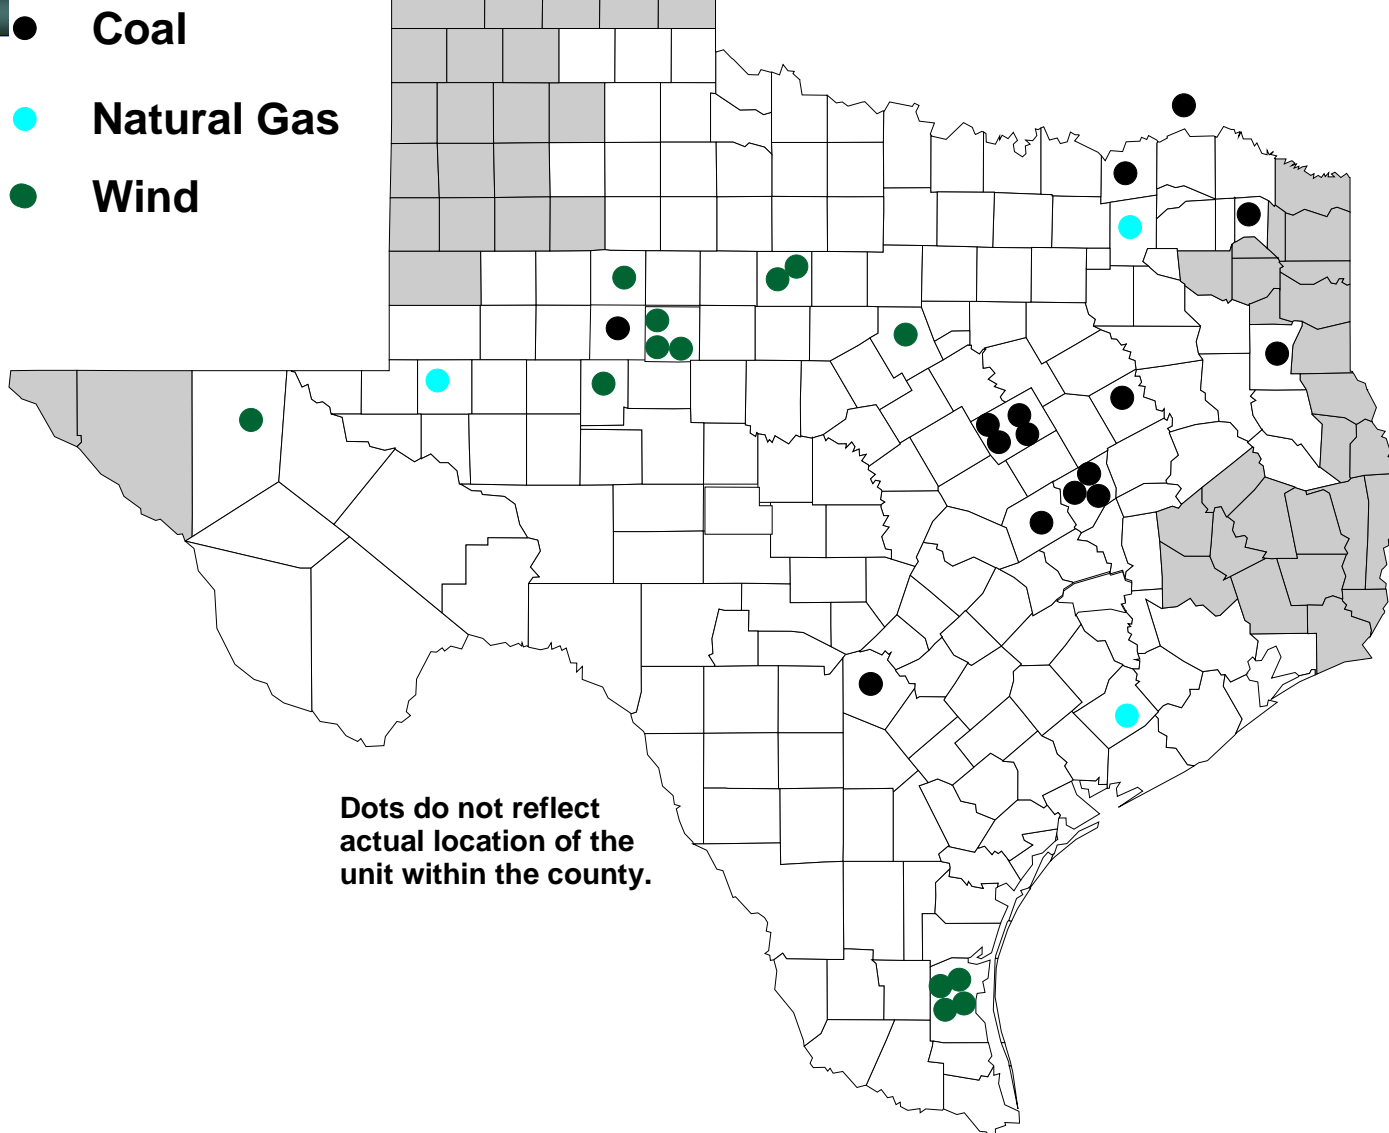 Coal
Natural Gas
Wind
Dots do not reflect
actual location of the
unit within the county.